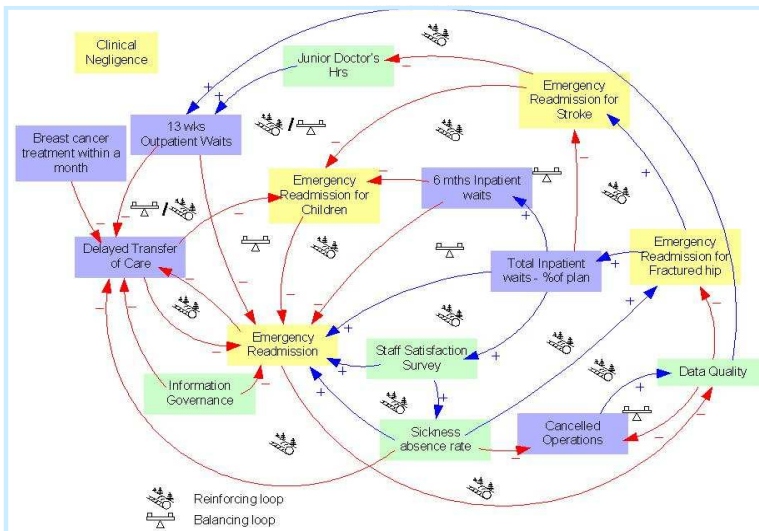 Clinical
Negligence
Junior Doctor's
Hrs
Emergency
Readmission for
Stroke
Breast cancer
treatment within a
month
13 wks
Outpatient Waits
Emergency
Readmission for
Children
6 mths Inpatient
waits
Delayed Transfer
of Care
Total Inpatient
waits - %of plan
Emergency
Readmission for
Fractured hip
Emergency
Readmission
Staff Satisfaction
Survey
Data Quality
Information
Governance
Sickness
absence rate
Cancelled
Operations
Reinforcing loop
Balancing loop